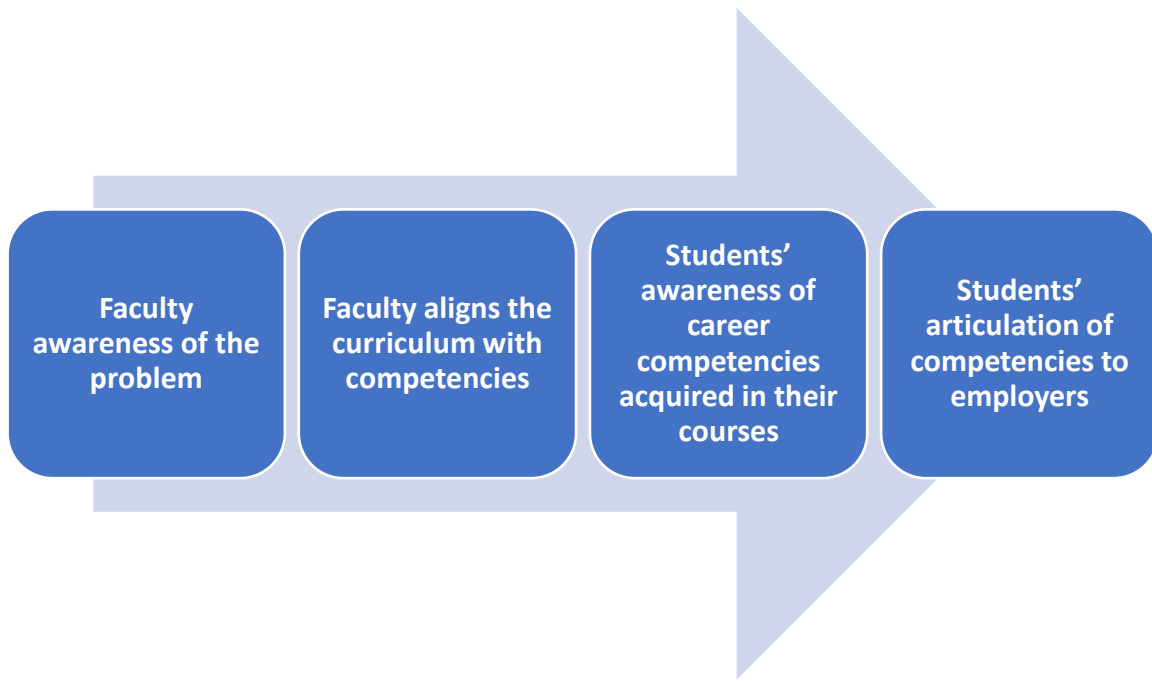 Faculty
awareness of the
problem
Faculty aligns the
curriculum with
competencies
Students’
awareness of
career
competencies
acquired in their
courses
Students’
articulation of
competencies to
employers